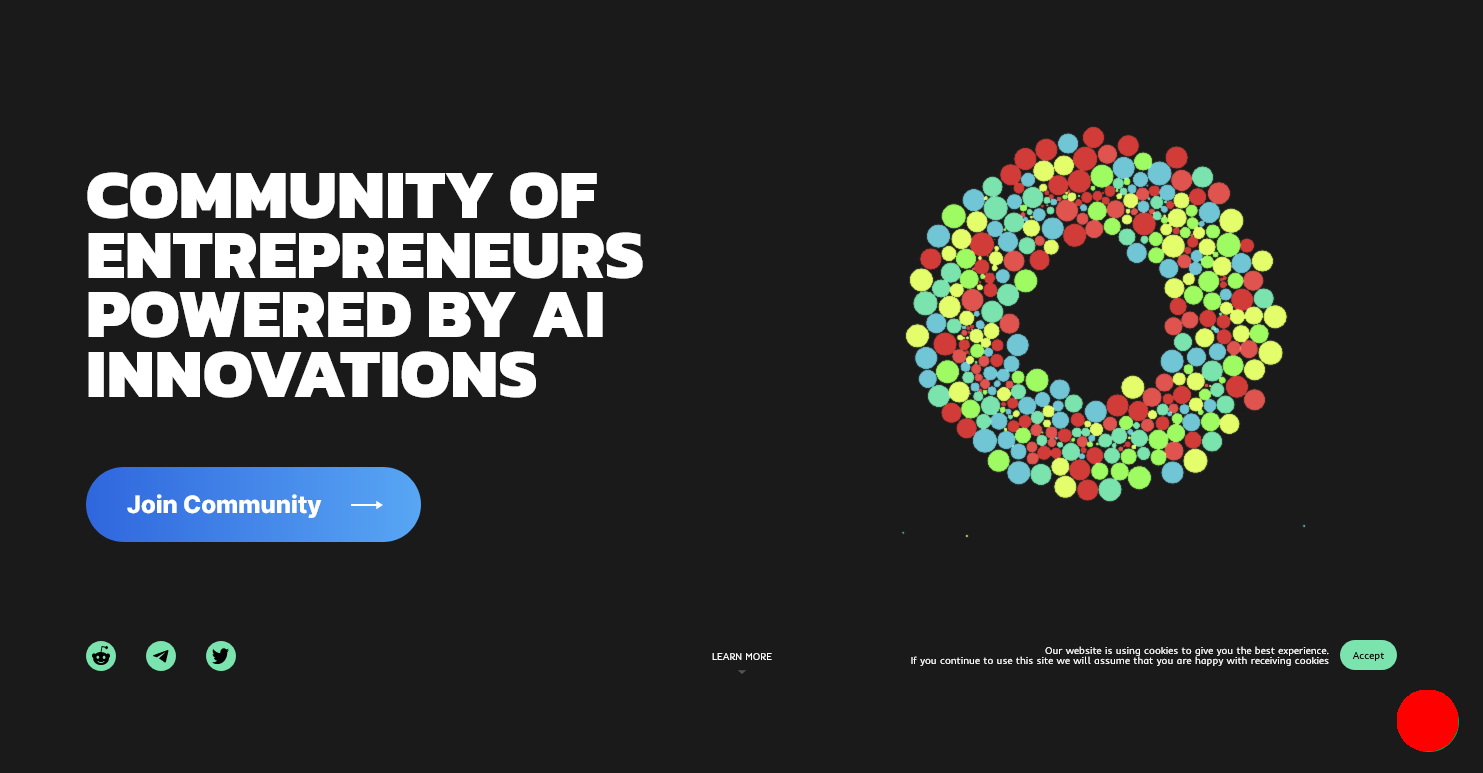 COMMUNITY OF
ENTREPRENEURS
POWERED BY AI
INNOVATIONS
Join Community
LEARN MORE
Our website is using cookies to give you the best experience.
If you continue to use this site we will assume that you are happy with receiving cookies
Accept